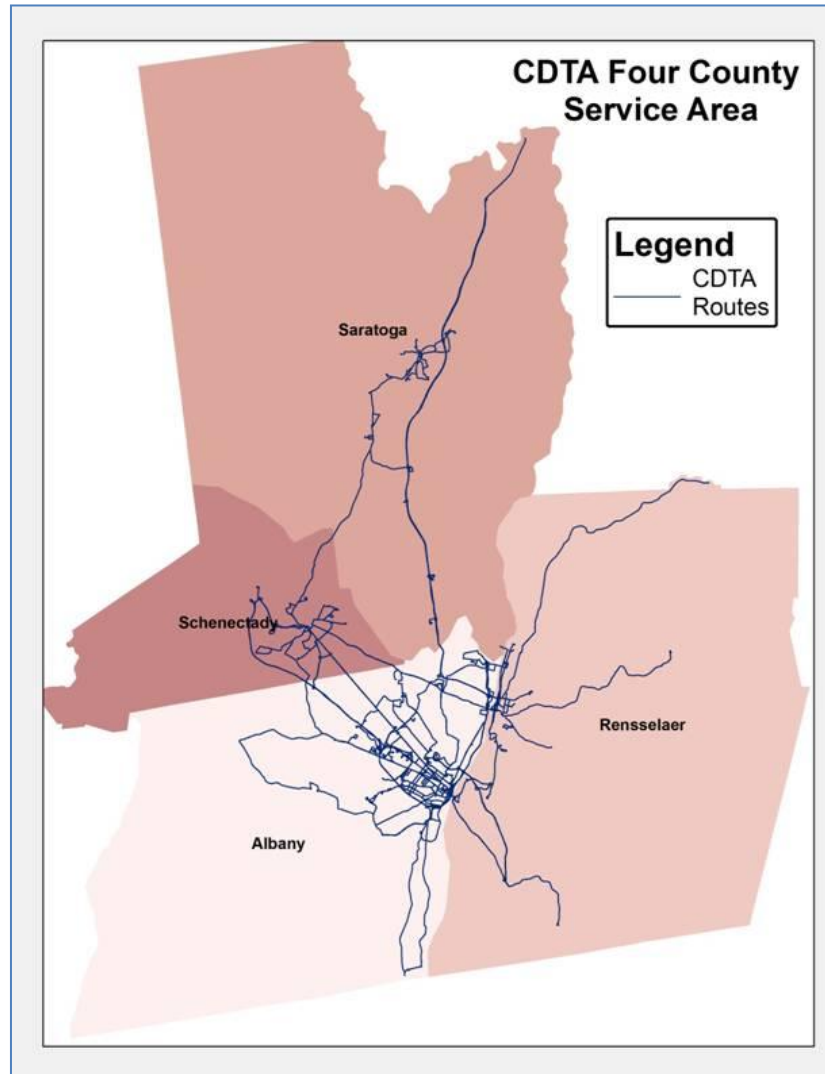 CDTA Four County
Service Area
Legend
CDTA
Routes
Saratoga
Schenectady
Rensselaer
Albany